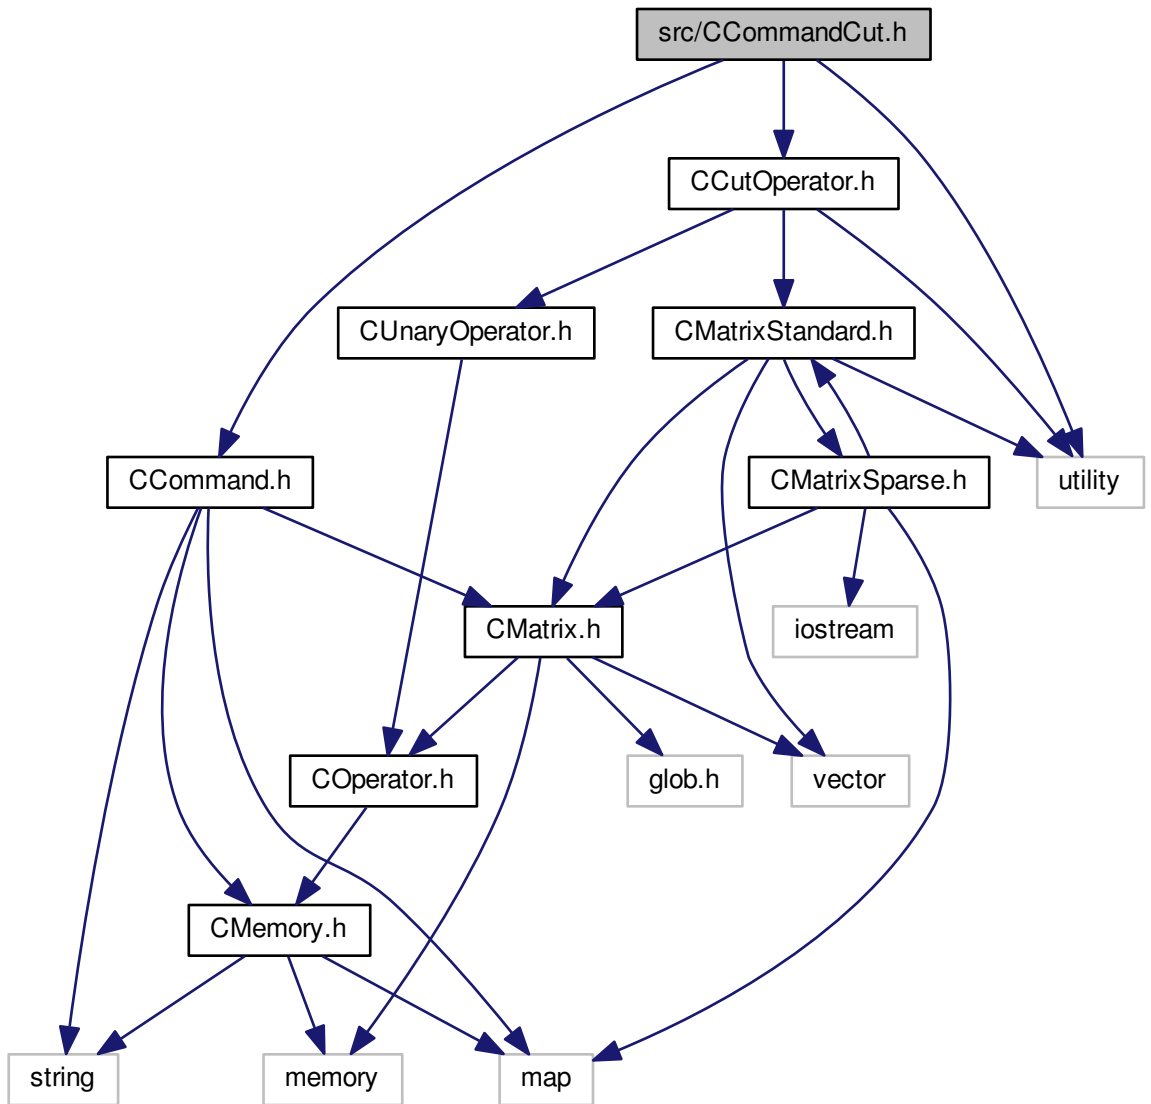 src/CCommandCut.h
CCutOperator.h
CUnaryOperator.h
CMatrixStandard.h
CCommand.h
CMatrixSparse.h
utility
CMatrix.h
iostream
COperator.h
glob.h
vector
CMemory.h
string
memory
map